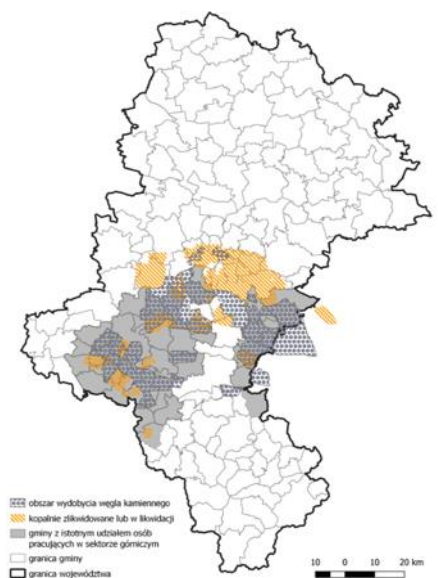 obszar wydobycia węgla kamiennego
kopalnie zlikwidowane lub w likwidacji
gminy z istotnym udziałem osób
pracujących w sektorze górniczym
granica gminy
granica województwa
10 0 10 20 km